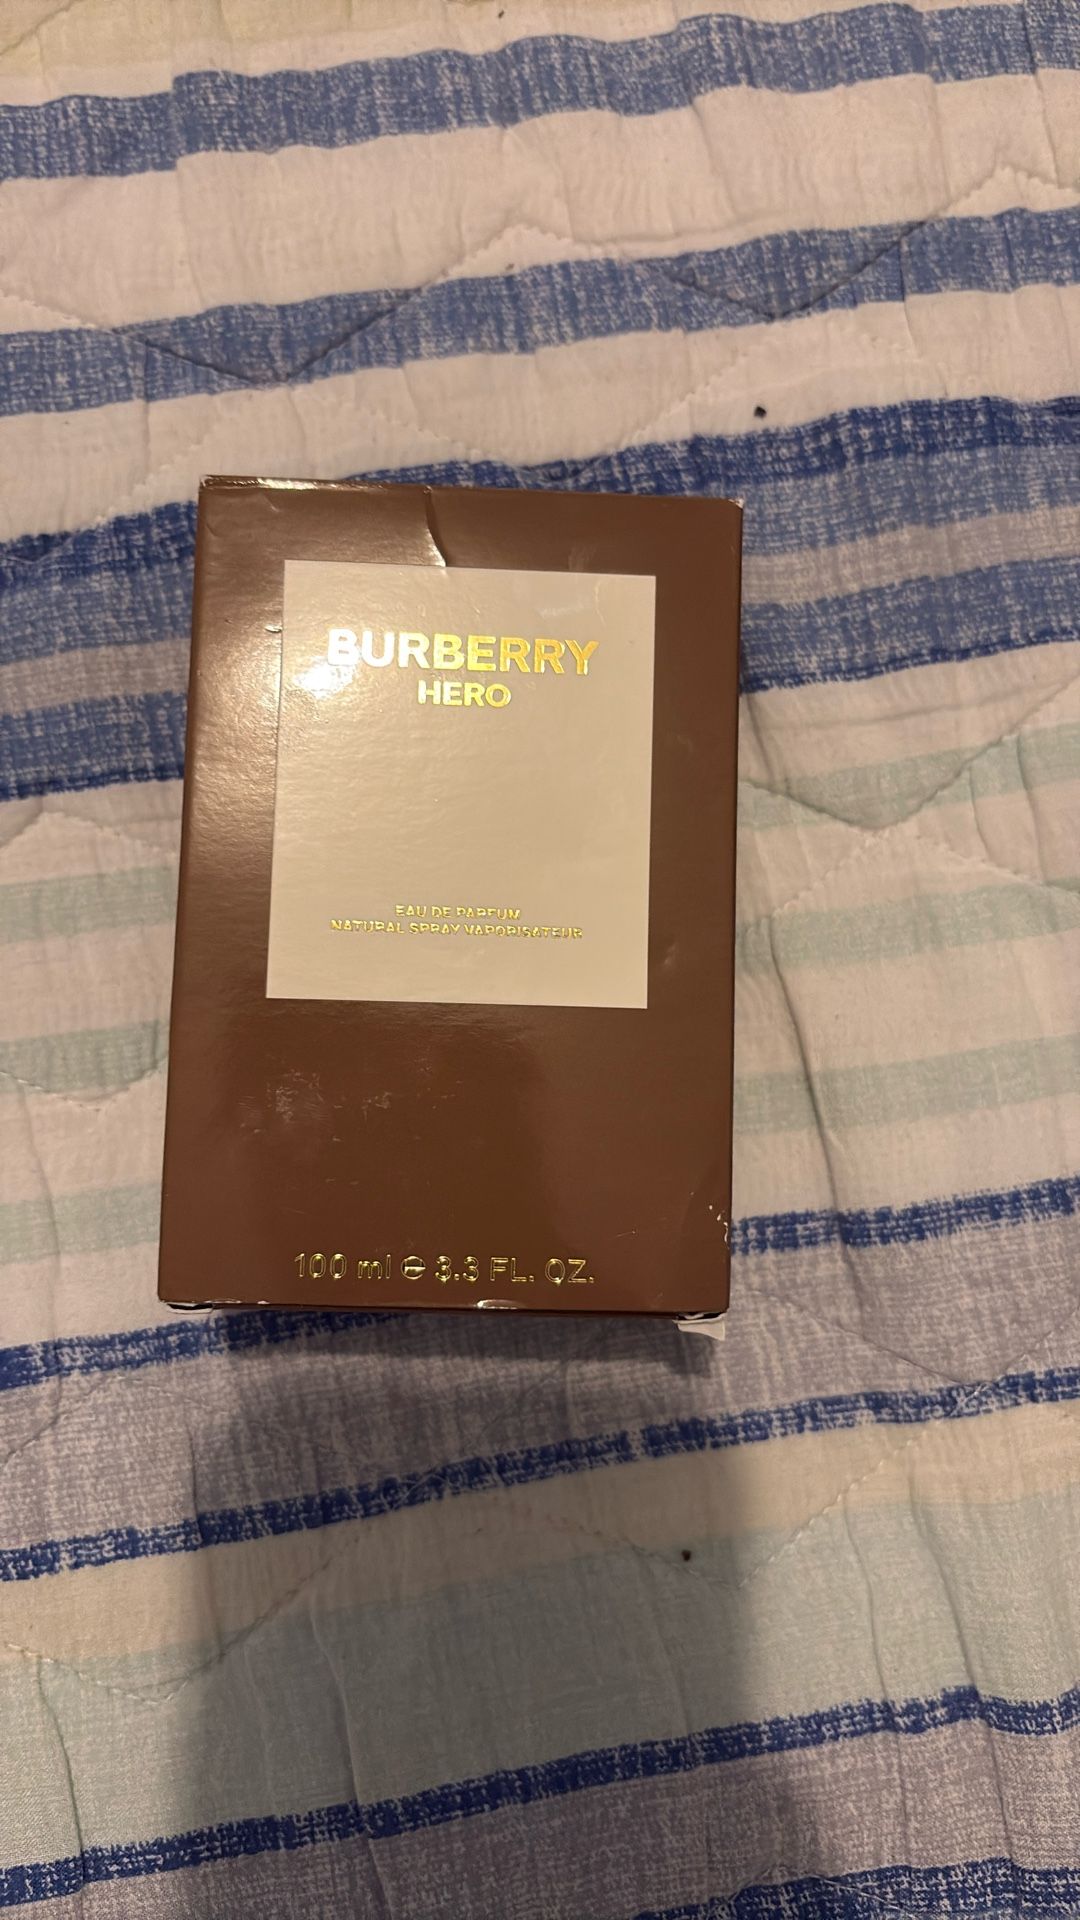 BURBERRY
HERO
EAU DE PARFUM
NATURAL SPRAY VAPORISATEUR
100 ml ℮ 3.3 FL. OZ.